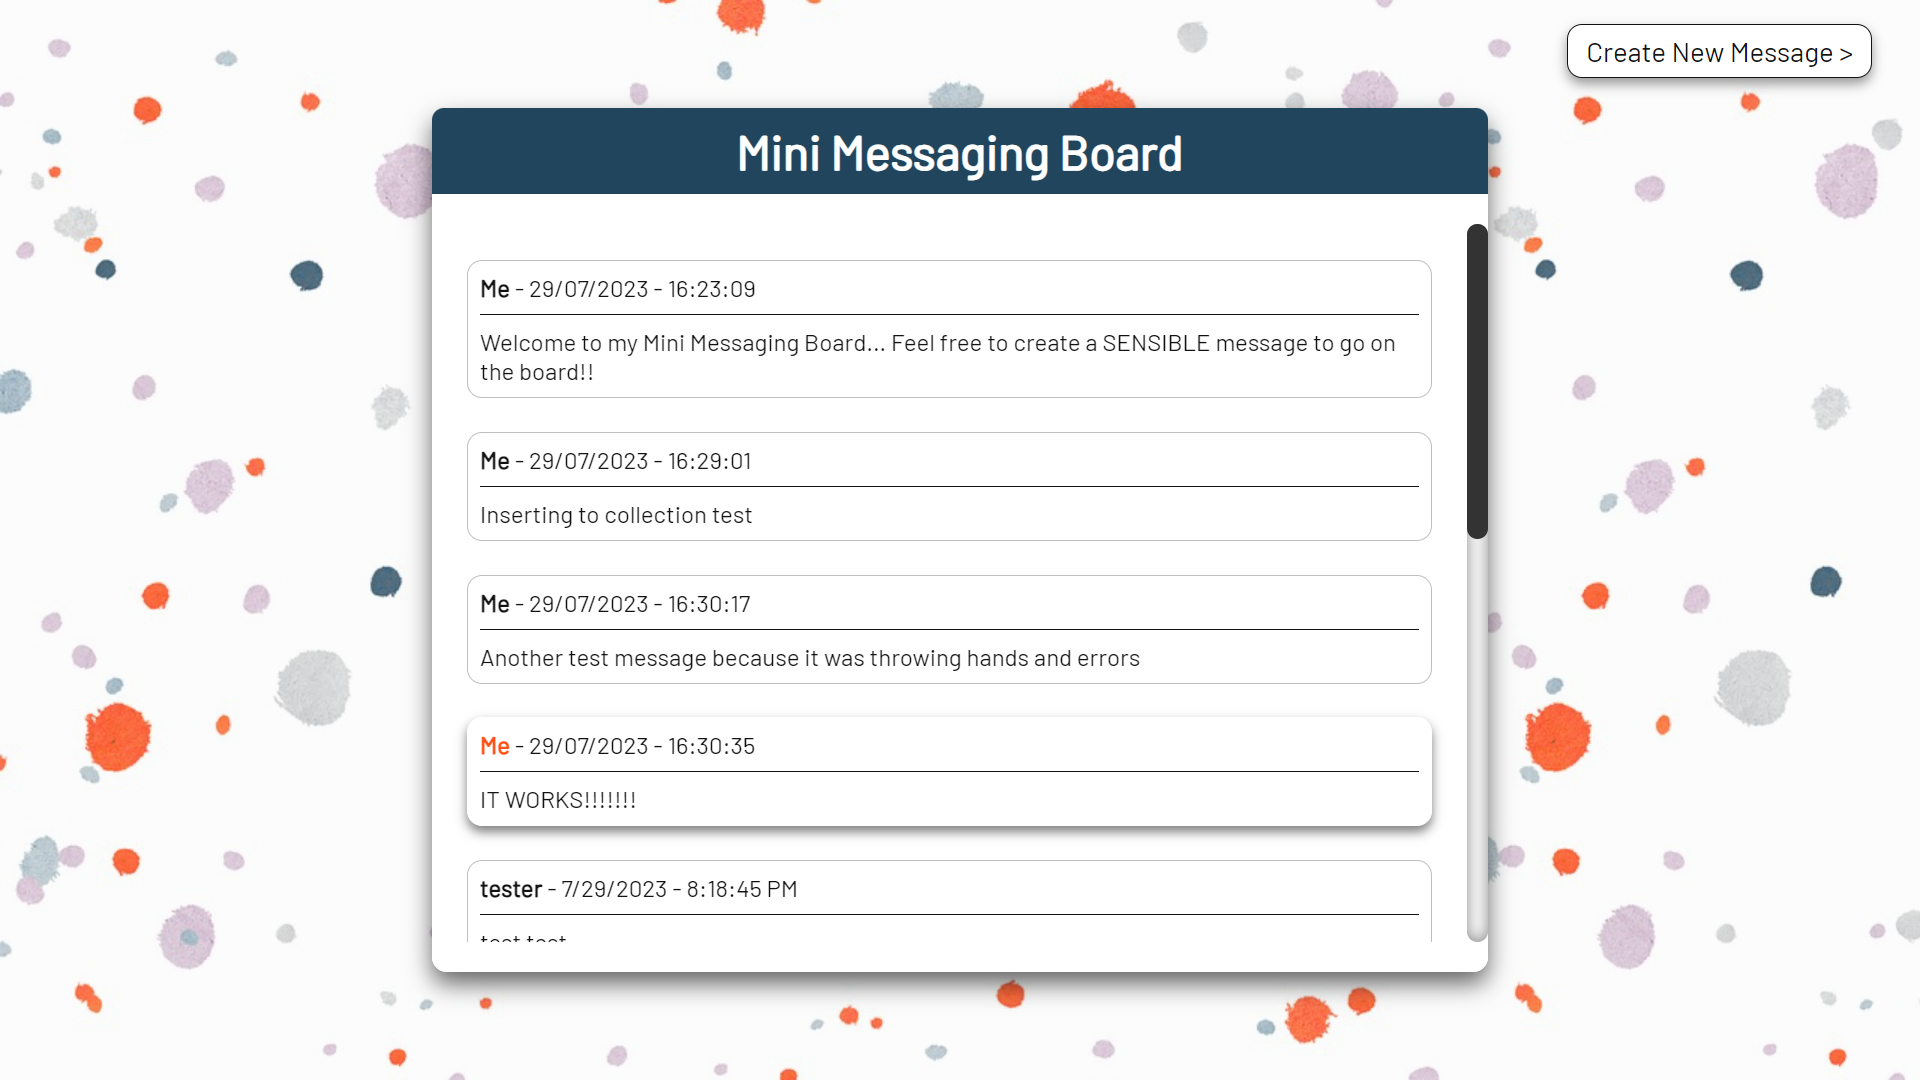 Create New Message >
Mini Messaging Board
Me - 29/07/2023 - 16:23:09
Welcome to my Mini Messaging Board... Feel free to create a SENSIBLE message to go on
the board!!
Me - 29/07/2023 - 16:29:01
Inserting to collection test
Me - 29/07/2023 - 16:30:17
Another test message because it was throwing hands and errors
Me - 29/07/2023 - 16:30:35
IT WORKS!!!!!!!
tester - 7/29/2023 - 8:18:45 PM
test test